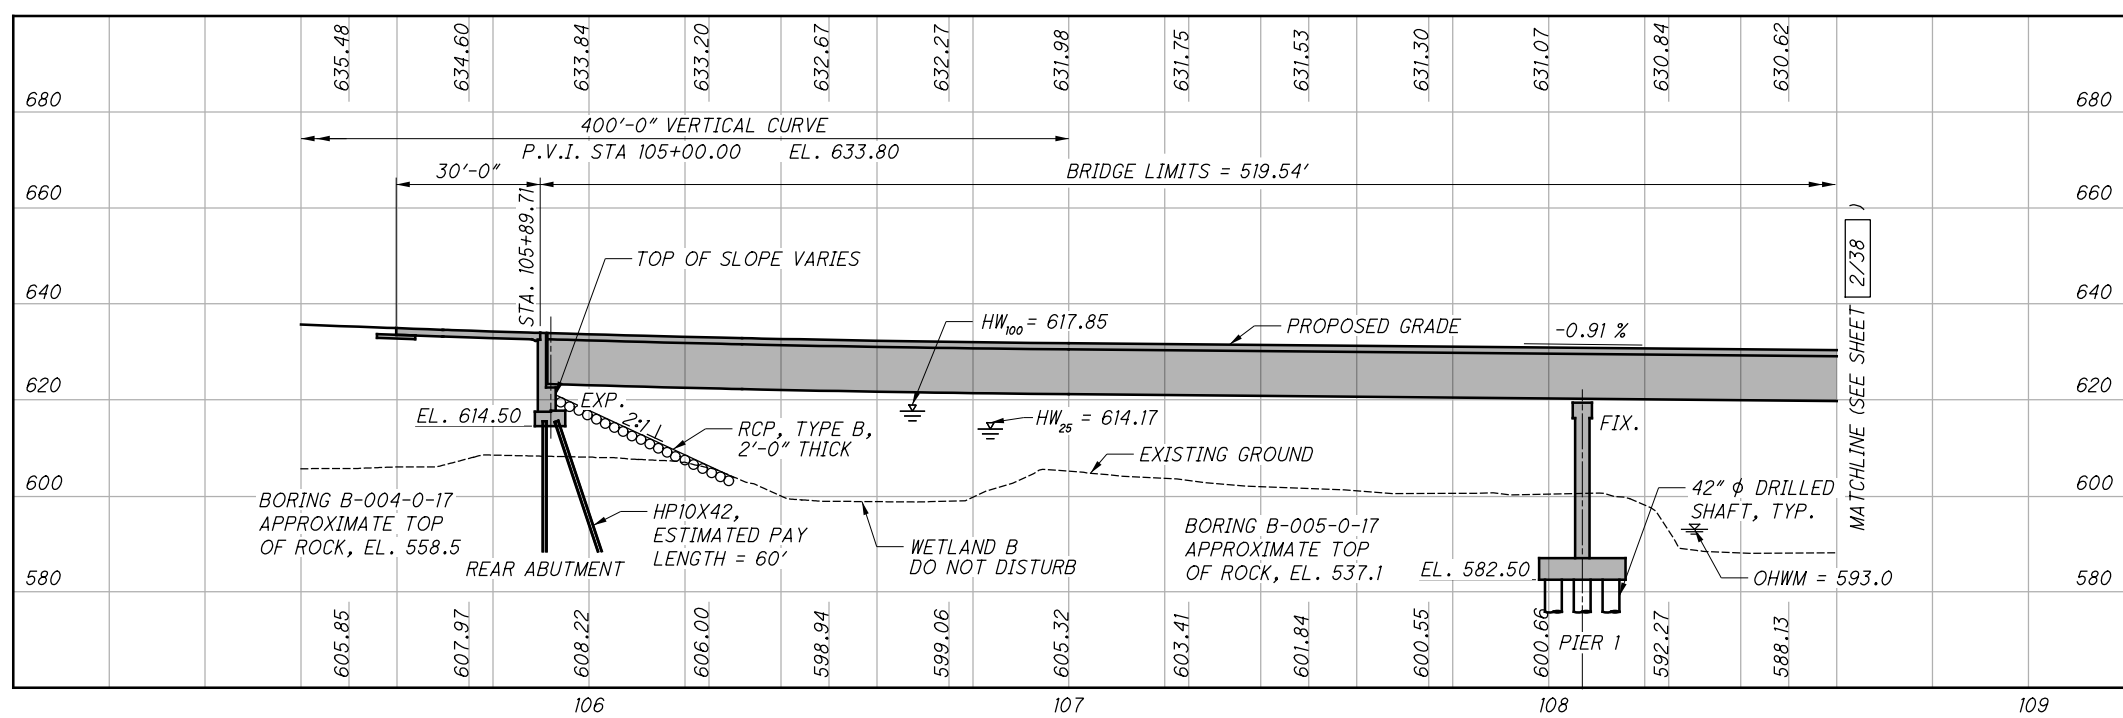 635.48 634.60 633.84 633.20 632.67 632.27 631.98 631.75 631.53 631.30 631.07 630.84 630.62
680 680
400'-0" VERTICAL CURVE
P.V.I. STA 105+00.00 EL. 633.80
30'-0"
BRIDGE LIMITS = 519.54'
660 660
STA. 105+89.71
TOP OF SLOPE VARIES
MATCHLINE (SEE SHEET 2/38 )
640 640
HW100 = 617.85
PROPOSED GRADE
-0.91 %
620 620
EXP.
2:1
EL. 614.50
HW25 = 614.17
FIX.
RCP, TYPE B,
2'-0" THICK
EXISTING GROUND
600 600
BORING B-004-0-17
APPROXIMATE TOP
OF ROCK, EL. 558.5
HP10X42,
ESTIMATED PAY
LENGTH = 60'
REAR ABUTMENT
WETLAND B
DO NOT DISTURB
BORING B-005-0-17
APPROXIMATE TOP
OF ROCK, EL. 537.1
42" ϕ DRILLED
SHAFT, TYP.
EL. 582.50
OHWM = 593.0
580 580
PIER 1
605.85 607.97 608.22 606.00 598.94 599.06 605.32 603.41 601.84 600.55 600.66 592.27 588.13
106 107 108 109